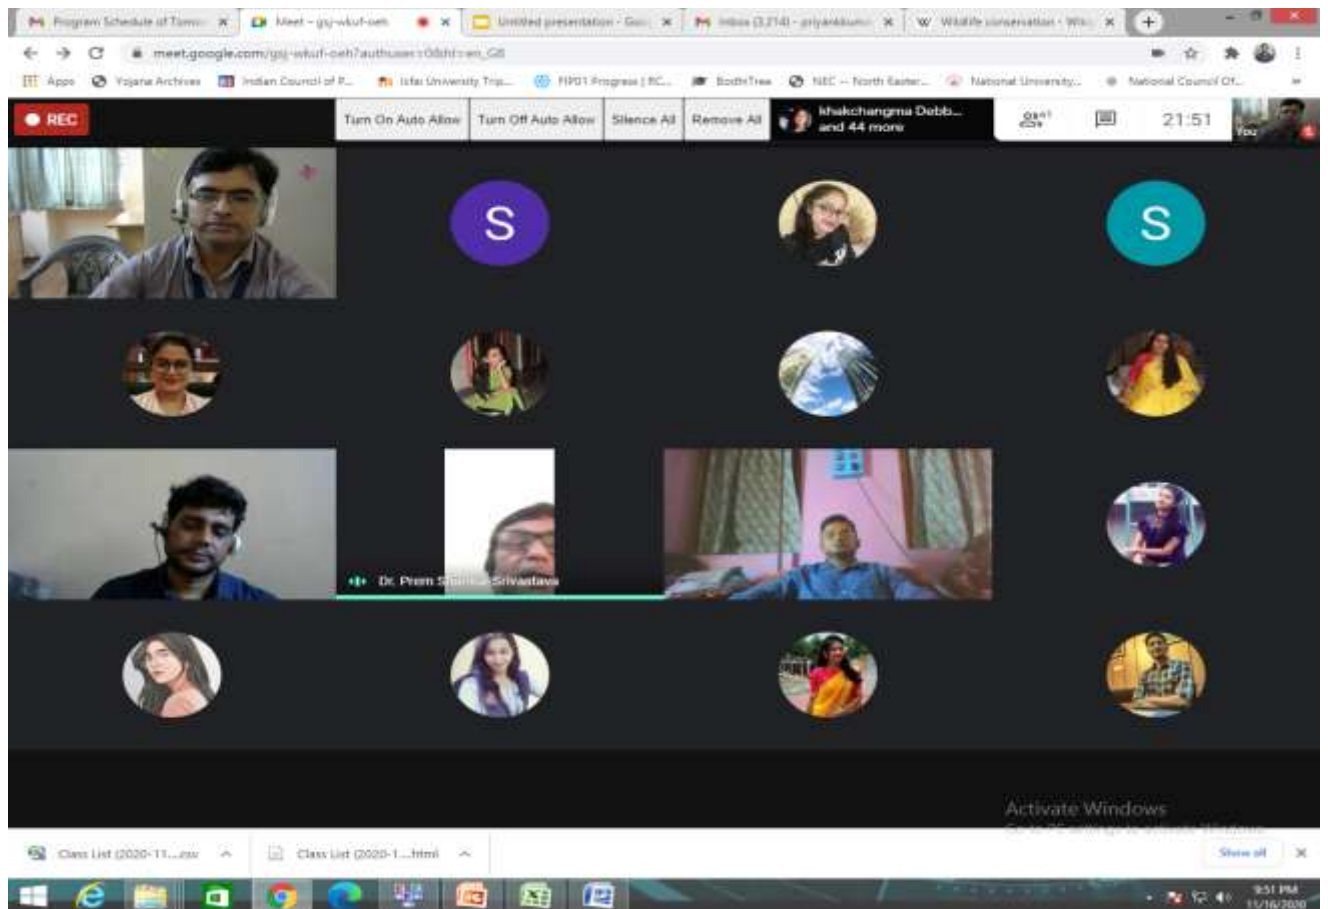 Program Schedule of Tomor
Meet – gsj-wkuf-oeh
Untitled presentation - Goo
Inbox (3,214) - priyankkum
Wildlife conservation - Wiki
meet.google.com/gsj-wkuf-oeh?authuser=0&hl=en_GB
Apps
Yojana Archives
Indian Council of P...
Icfai University Trip...
BodhiTree
NEC -- North Easter...
National University...
National Council Of...
REC
Turn On Auto Allow
Turn Off Auto Allow
Silence All
Remove All
khakchangma Debb...
and 44 more
21:51
You
S
S
Dr. Prem Srivastava
Activate Windows
Class List (2020-11....csv
Class List (2020-1....html
Show all
9:51 PM
11/16/2020